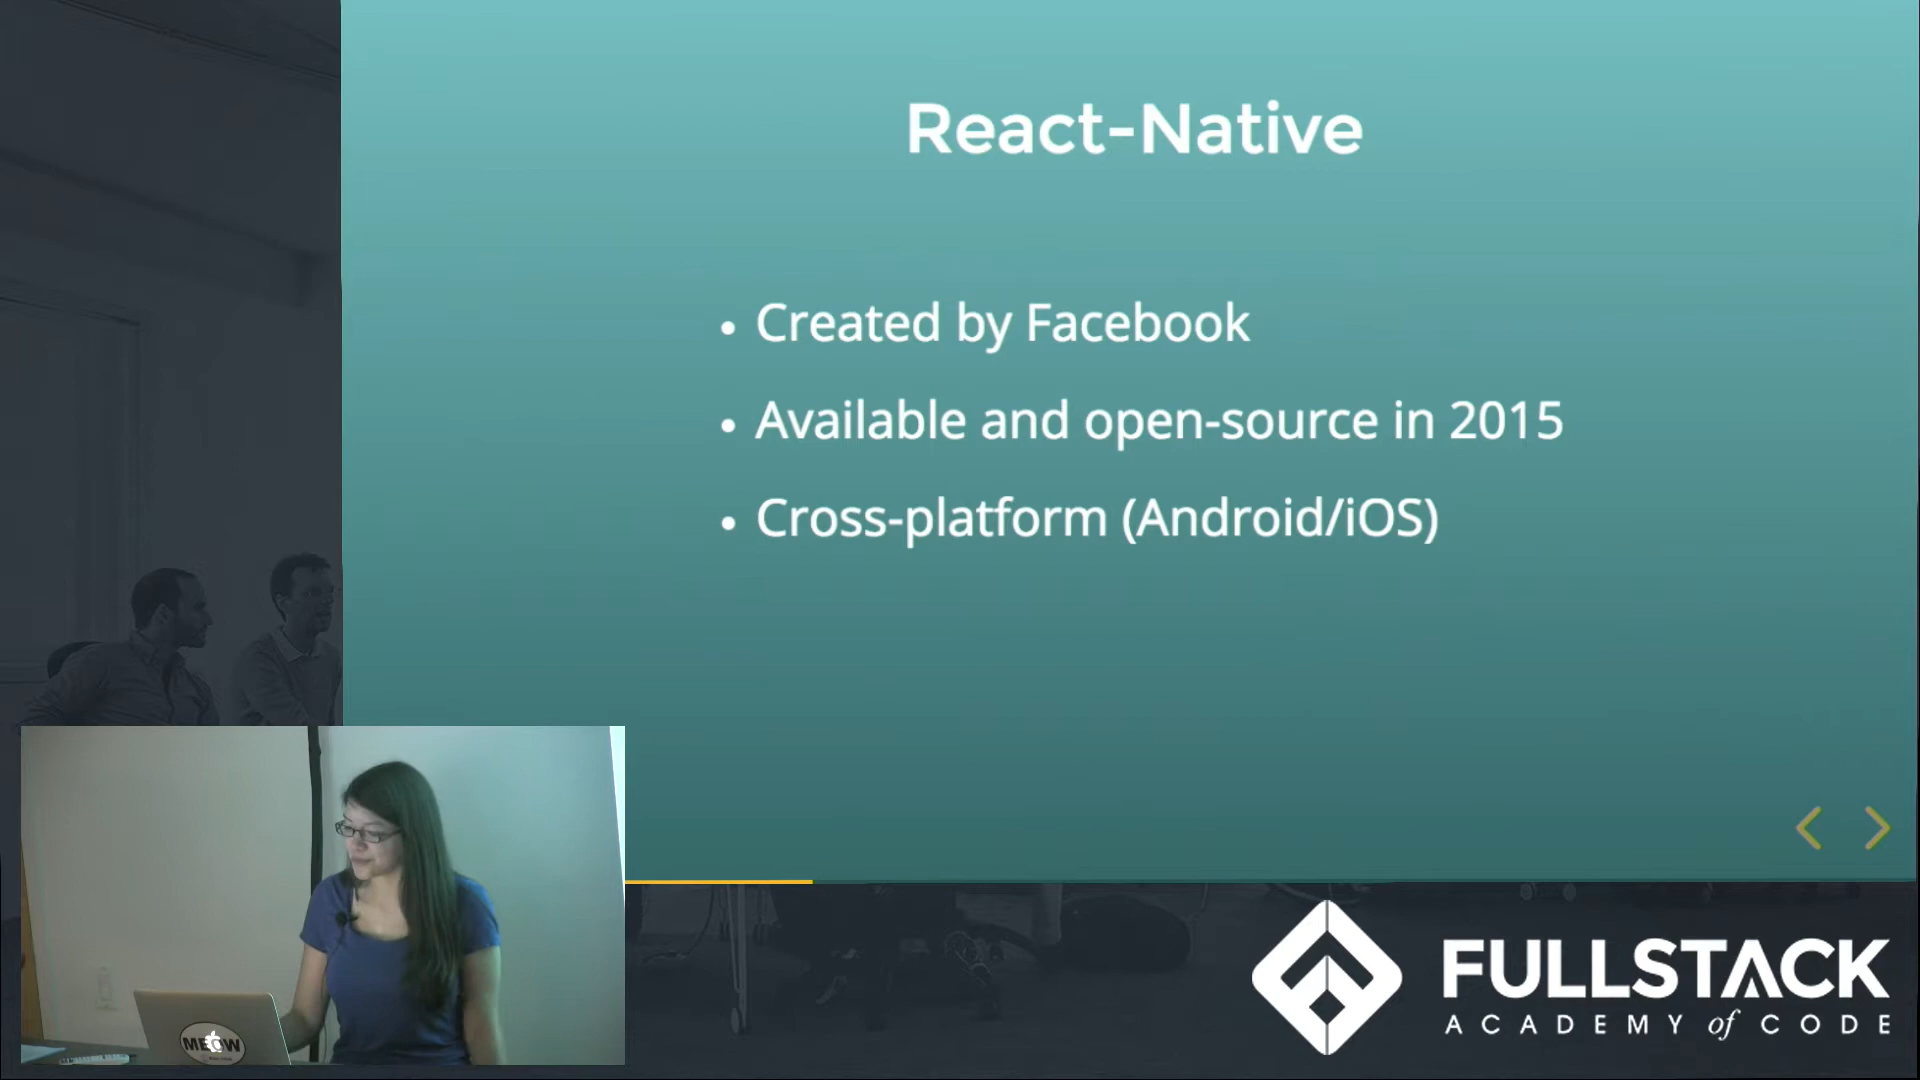 React-Native
• Created by Facebook
• Available and open-source in 2015
• Cross-platform (Android/iOS)
MEOW
FULLSTACK
ACADEMY of CODE